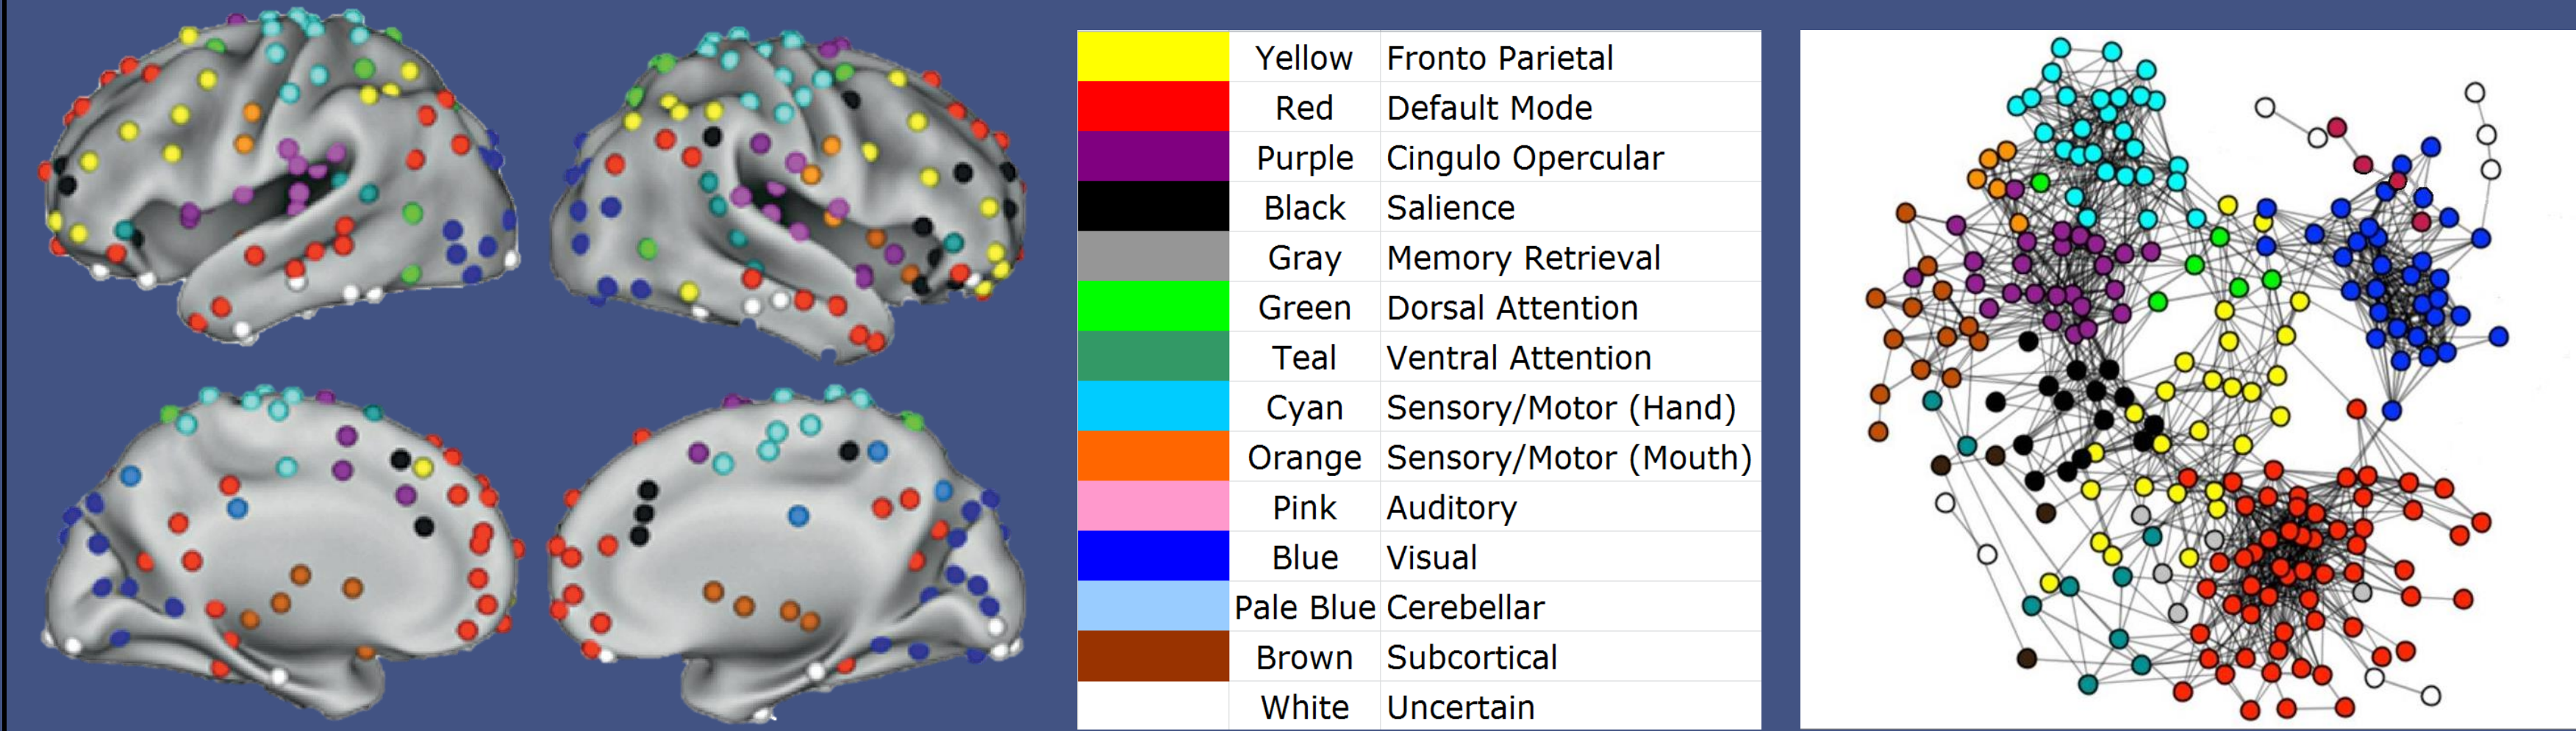 Yellow Fronto Parietal
Red Default Mode
Purple Cingulo Opercular
Black Salience
Gray Memory Retrieval
Green Dorsal Attention
Teal Ventral Attention
Cyan Sensory/Motor (Hand)
Orange Sensory/Motor (Mouth)
Pink Auditory
Blue Visual
Pale Blue Cerebellar
Brown Subcortical
White Uncertain